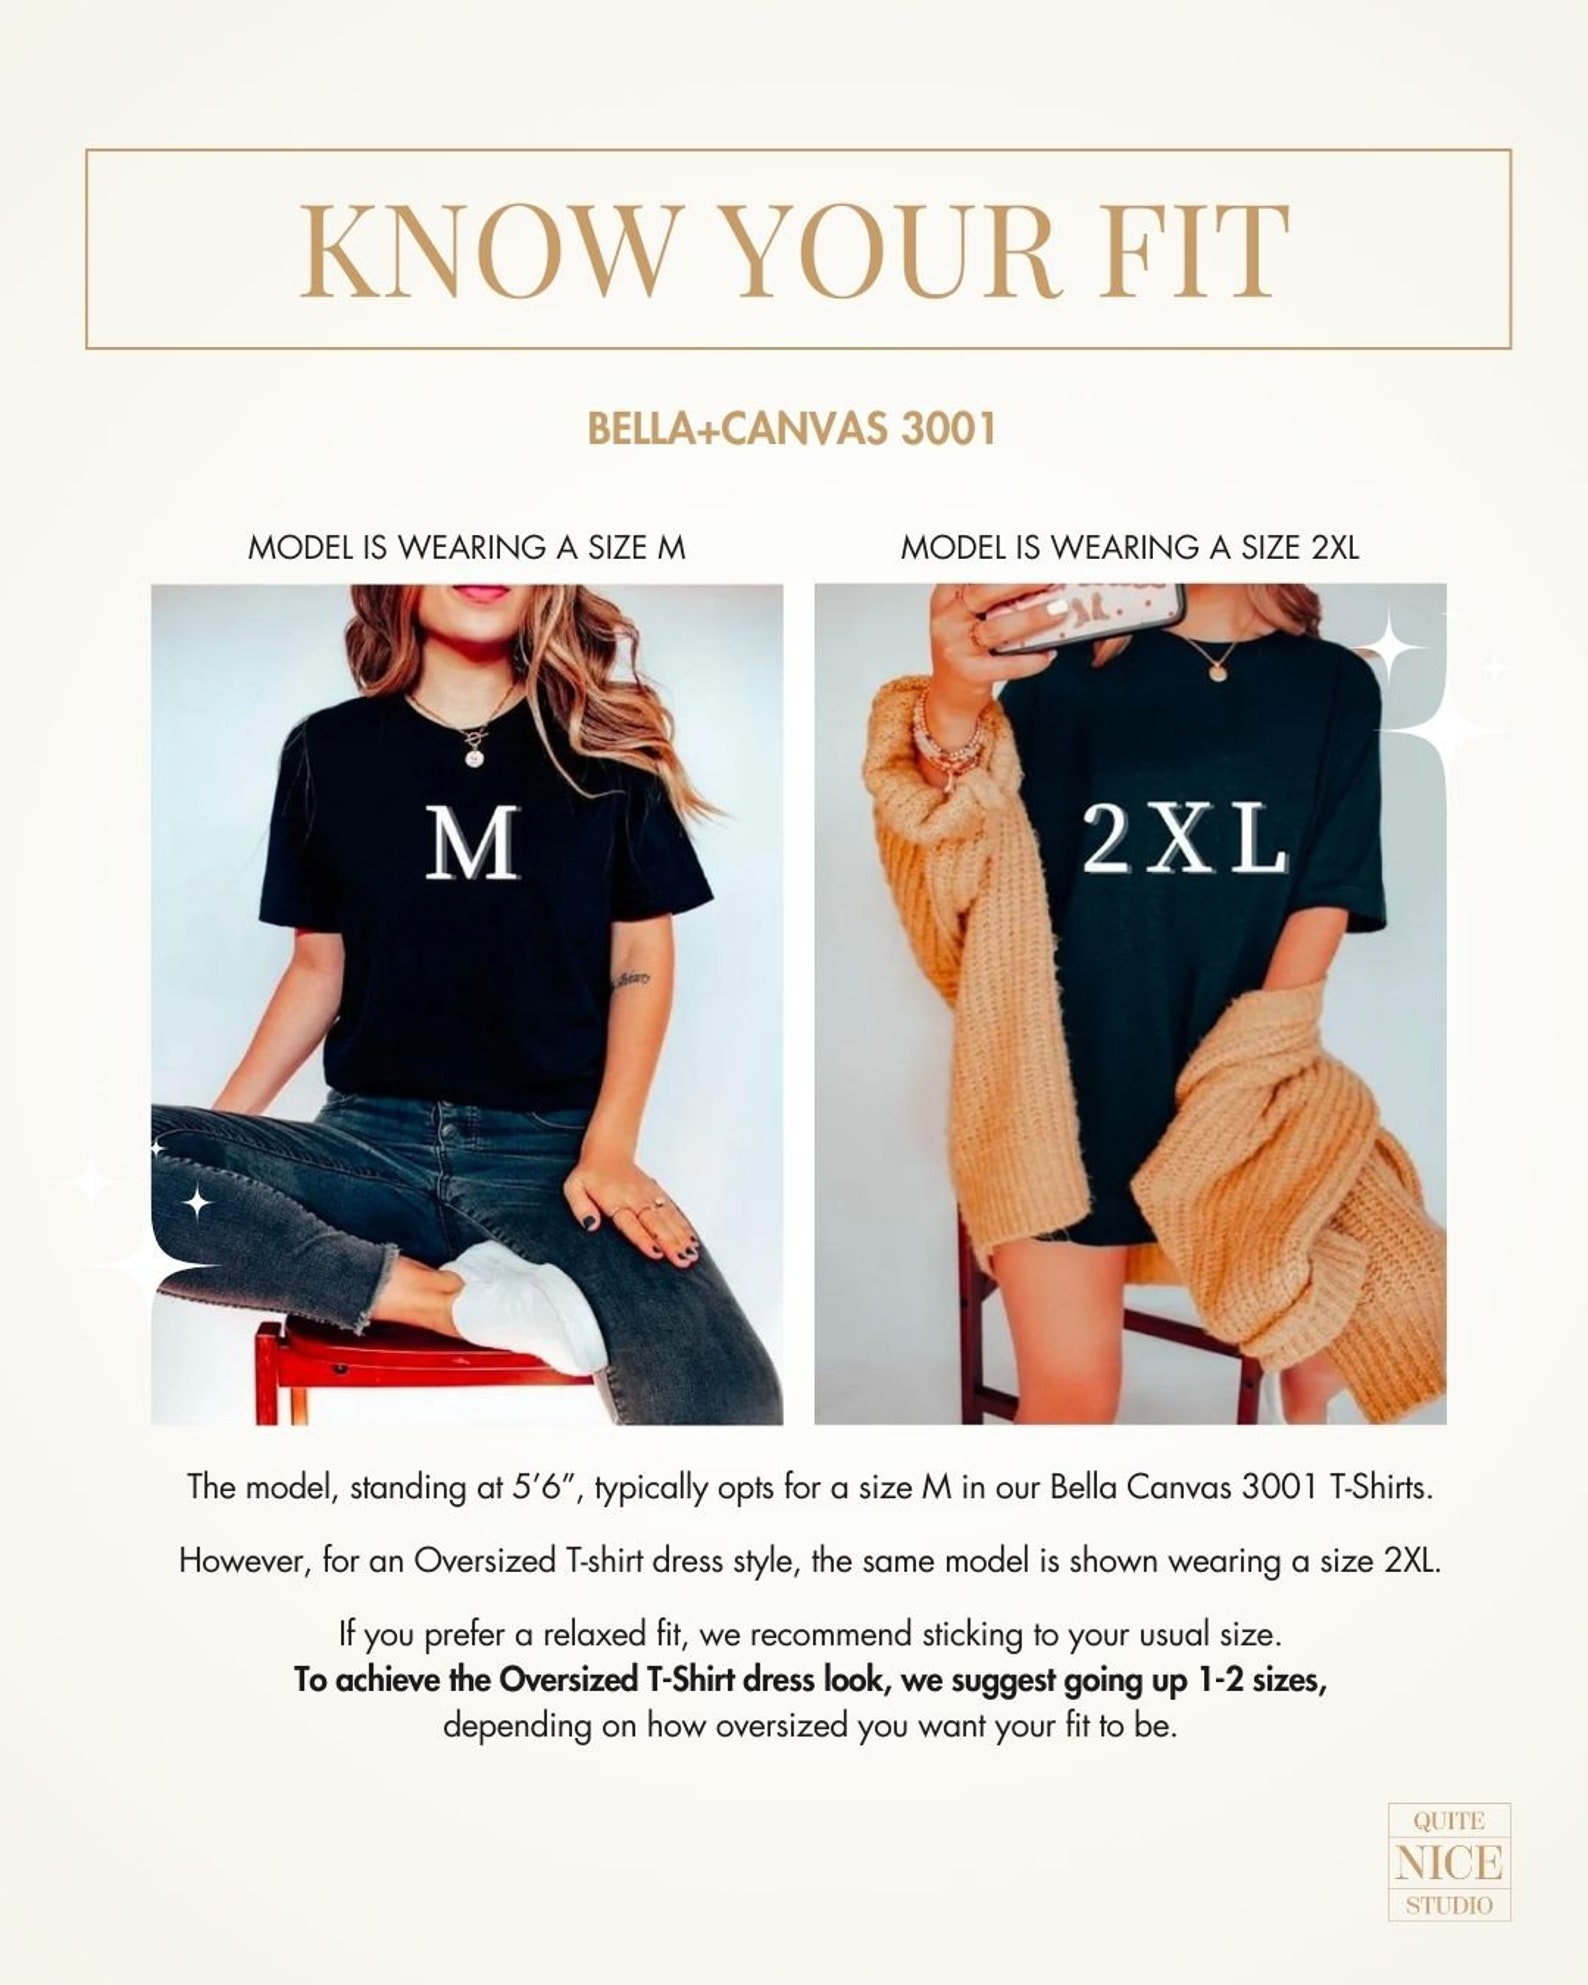 KNOW YOUR FIT
BELLA+CANVAS 3001
MODEL IS WEARING A SIZE M
MODEL IS WEARING A SIZE 2XL
M
2XL
The model, standing at 5’6”, typically opts for a size M in our Bella Canvas 3001 T-Shirts.
However, for an Oversized T-shirt dress style, the same model is shown wearing a size 2XL.
If you prefer a relaxed fit, we recommend sticking to your usual size.
To achieve the Oversized T-Shirt dress look, we suggest going up 1-2 sizes,
depending on how oversized you want your fit to be.
QUITE
NICE
STUDIO